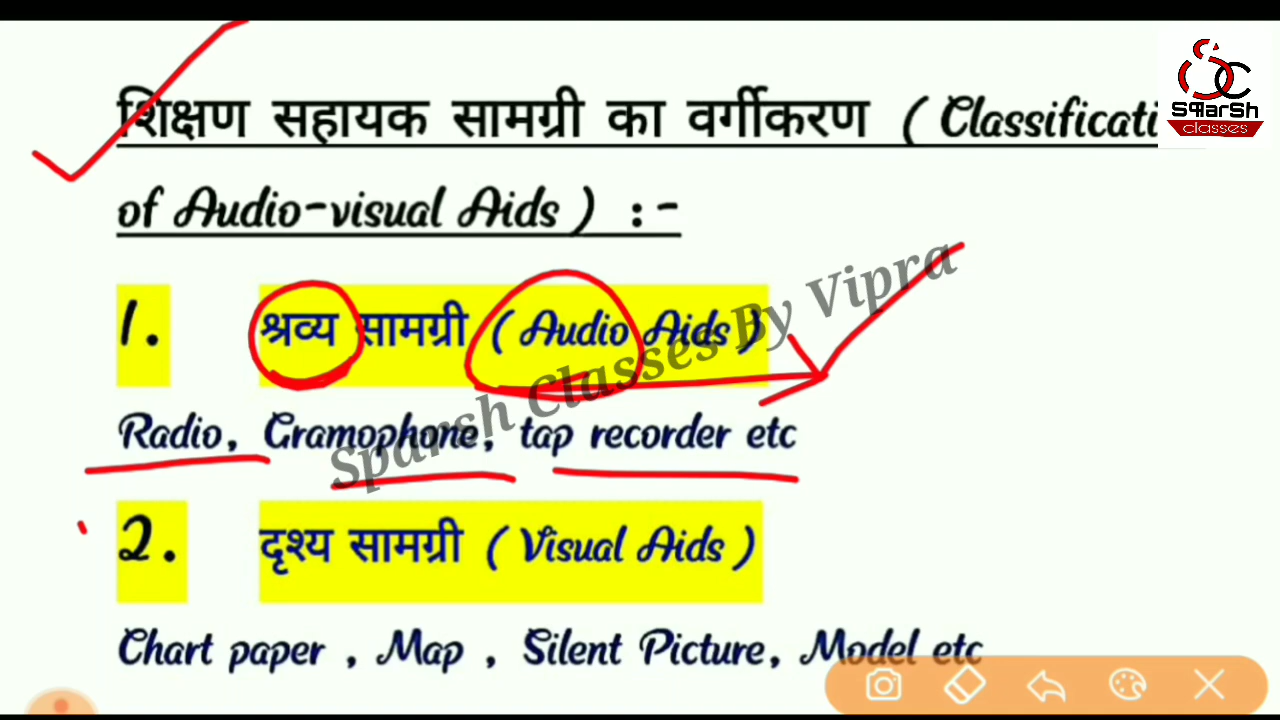 शिक्षण सहायक सामग्री का वर्गीकरण ( Classificati
of Audio-visual Aids ) :-
1. श्रव्य सामग्री ( Audio Aids )
Radio, Gramophone, tap recorder etc
2. दृश्य सामग्री ( Visual Aids )
Chart paper , Map , Silent Picture, Model etc
Sparsh Classes By Vipra
SपarSh
classes